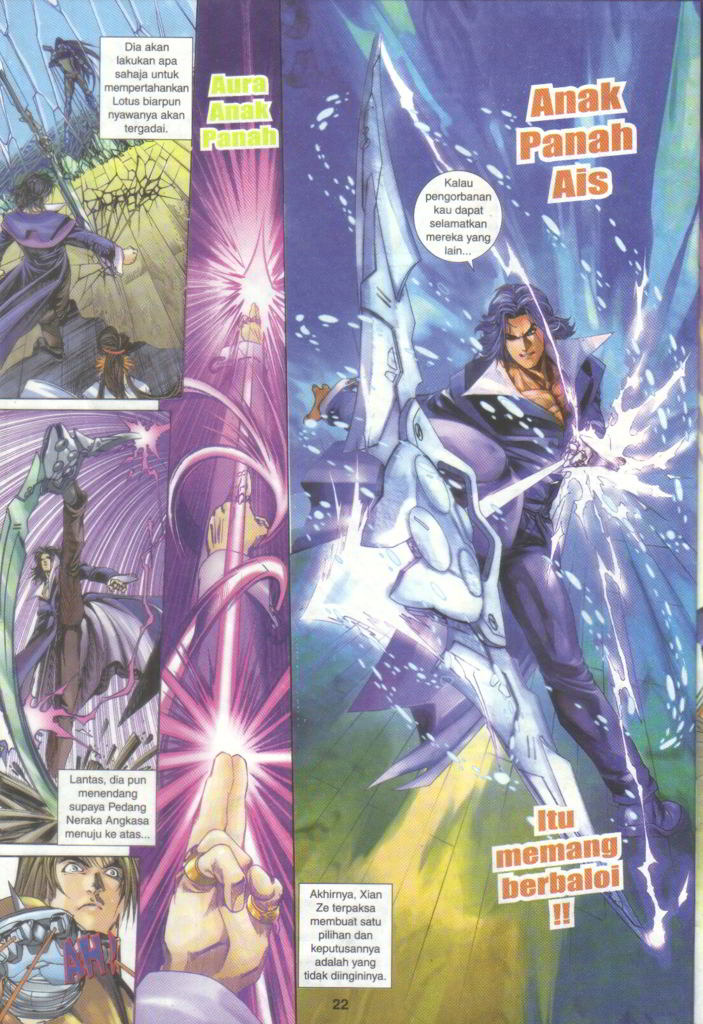 Dia akan
lakukan apa
sahaja untuk
mempertahankan
Lotus biarpun
nyawanya akan
tergadai.
Aura
Anak
Panah
Anak
Panah
Ais
Kalau
pengorbanan
kau dapat
selamatkan
mereka yang
lain...
Lantas, dia pun
menendang
supaya Pedang
Neraka Angkasa
menuju ke atas...
AH!
Akhirnya, Xian
Ze terpaksa
membuat satu
pilihan dan
keputusannya
adalah yang
tidak diingininya.
Itu
memang
berbaloi
!!
22